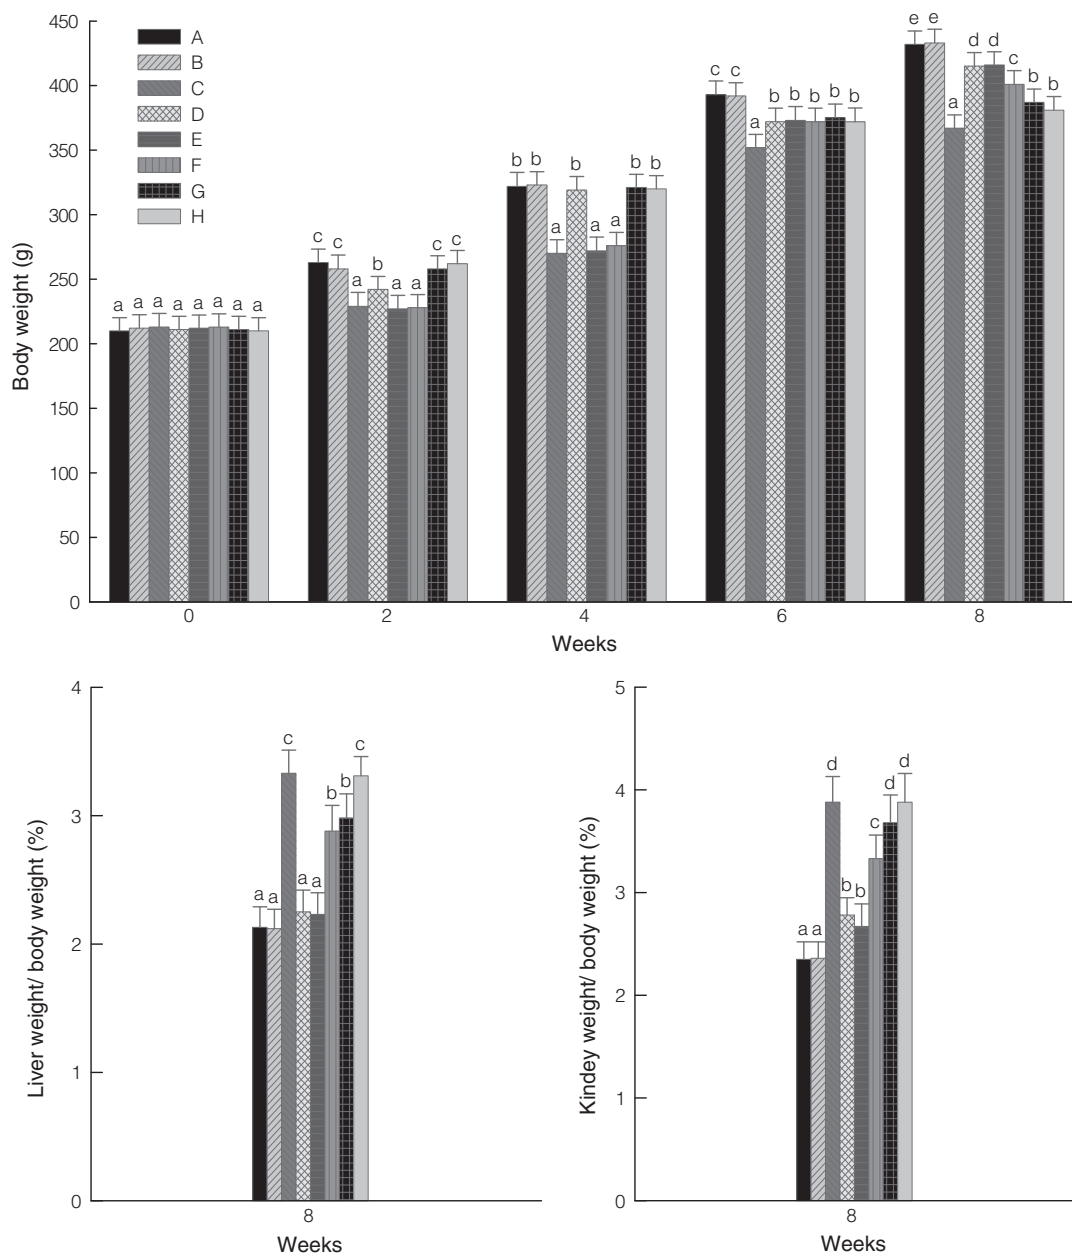 450
400
350
300
250
200
150
100
50
0
Body weight (g)
A
B
C
D
E
F
G
H
a a a a a a a a
c c a b a a c c
b b a b a a b b
c c a b b b b b
e e a d d c b b
0 2 4 6 8
Weeks
4
3
2
1
0
Liver weight/ body weight (%)
a a c a a b b c
8
Weeks
5
4
3
2
1
0
Kindey weight/ body weight (%)
a a d b b c d d
8
Weeks